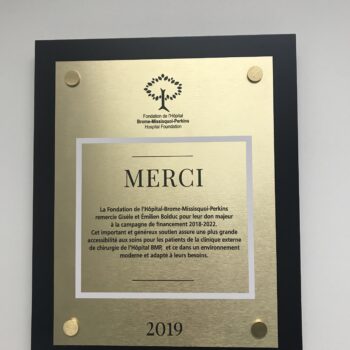 Fondation de l'Hôpital
Brome-Missisquoi-Perkins
Hospital Foundation
MERCI
La Fondation de l'Hôpital-Brome-Missisquoi-Perkins
remercie Gisèle et Émilien Bolduc pour leur don majeur
à la campagne de financement 2018-2022.
Cet important et généreux soutien assure une plus grande
accessibilité aux soins pour les patients de la clinique externe
de chirurgie de l'Hôpital BMP, et ce dans un environnement
moderne et adapté à leurs besoins.
2019